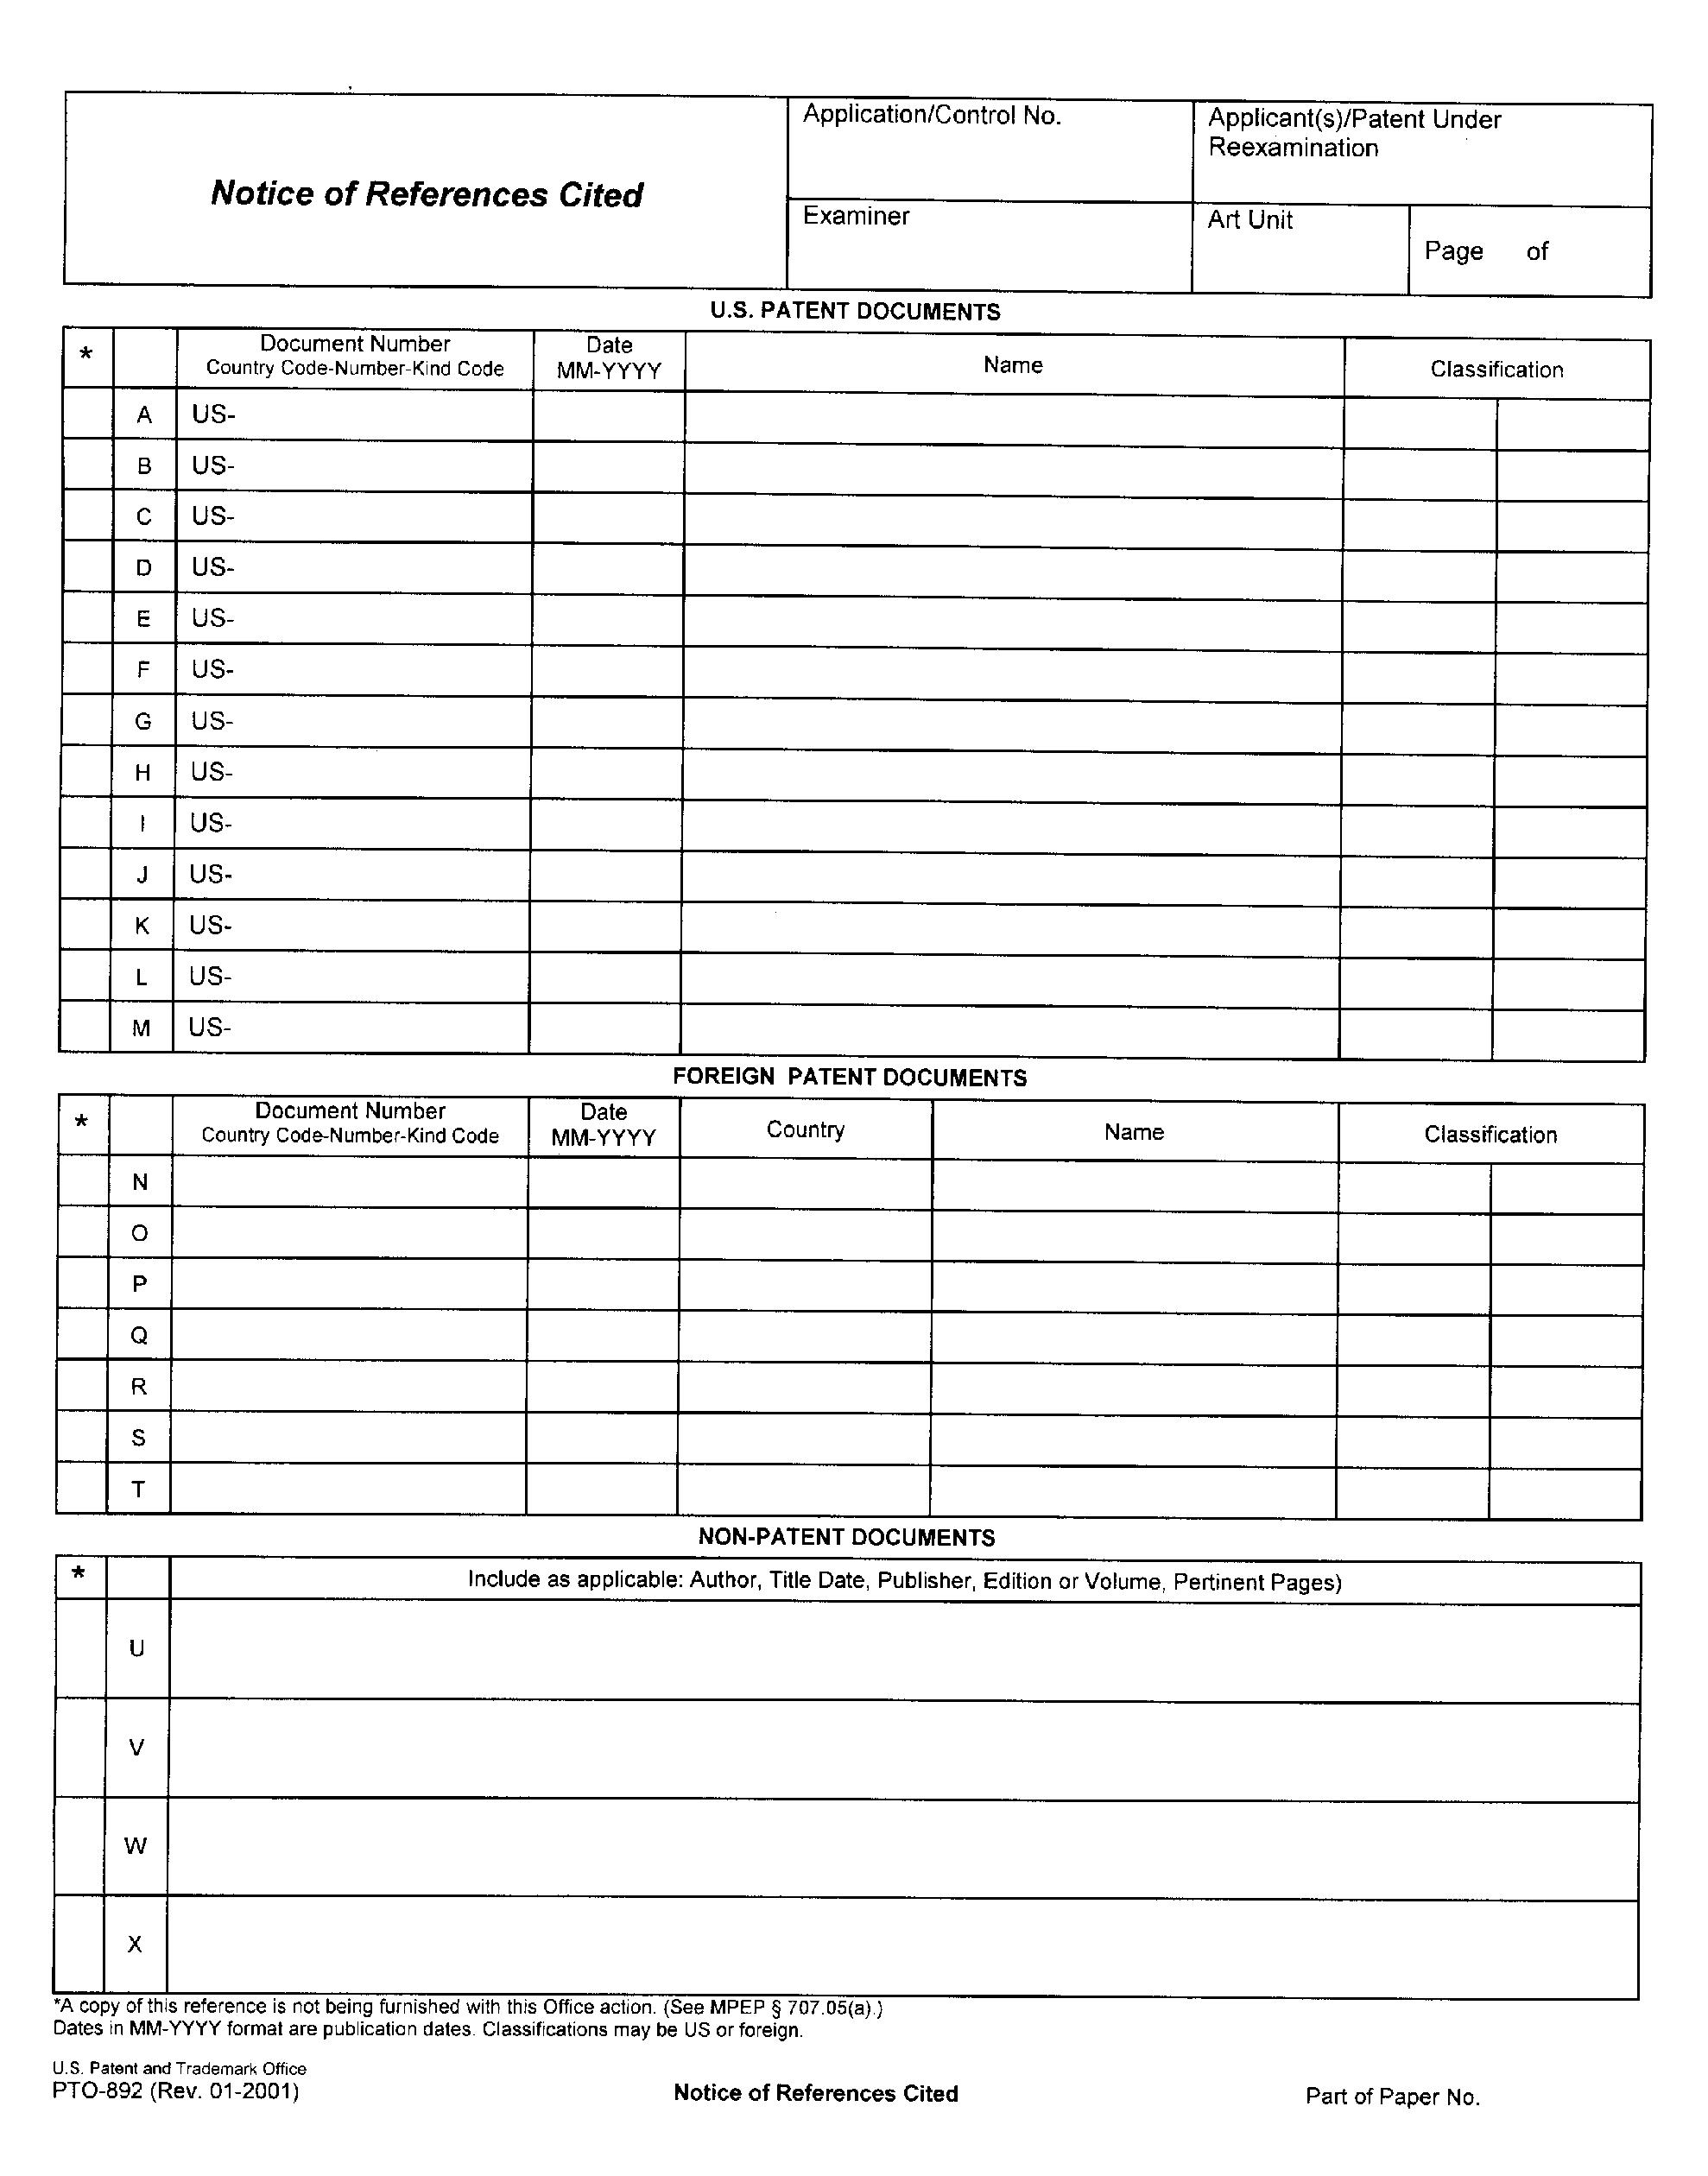 Notice of References Cited
Application/Control No.
Applicant(s)/Patent Under
Reexamination
Examiner
Art Unit
Page of
U.S. PATENT DOCUMENTS
* Document Number Date Name Classification
Country Code-Number-Kind Code MM-YYYY
A US-
B US-
C US-
D US-
E US-
F US-
G US-
H US-
I US-
J US-
K US-
L US-
M US-
FOREIGN PATENT DOCUMENTS
* Document Number Date Country Name Classification
Country Code-Number-Kind Code MM-YYYY
N
O
P
Q
R
S
T
NON-PATENT DOCUMENTS
* Include as applicable: Author, Title Date, Publisher, Edition or Volume, Pertinent Pages)
U
V
W
X
*A copy of this reference is not being furnished with this Office action. (See MPEP § 707.05(a).)
Dates in MM-YYYY format are publication dates. Classifications may be US or foreign.
U.S. Patent and Trademark Office
PTO-892 (Rev. 01-2001) Notice of References Cited Part of Paper No.